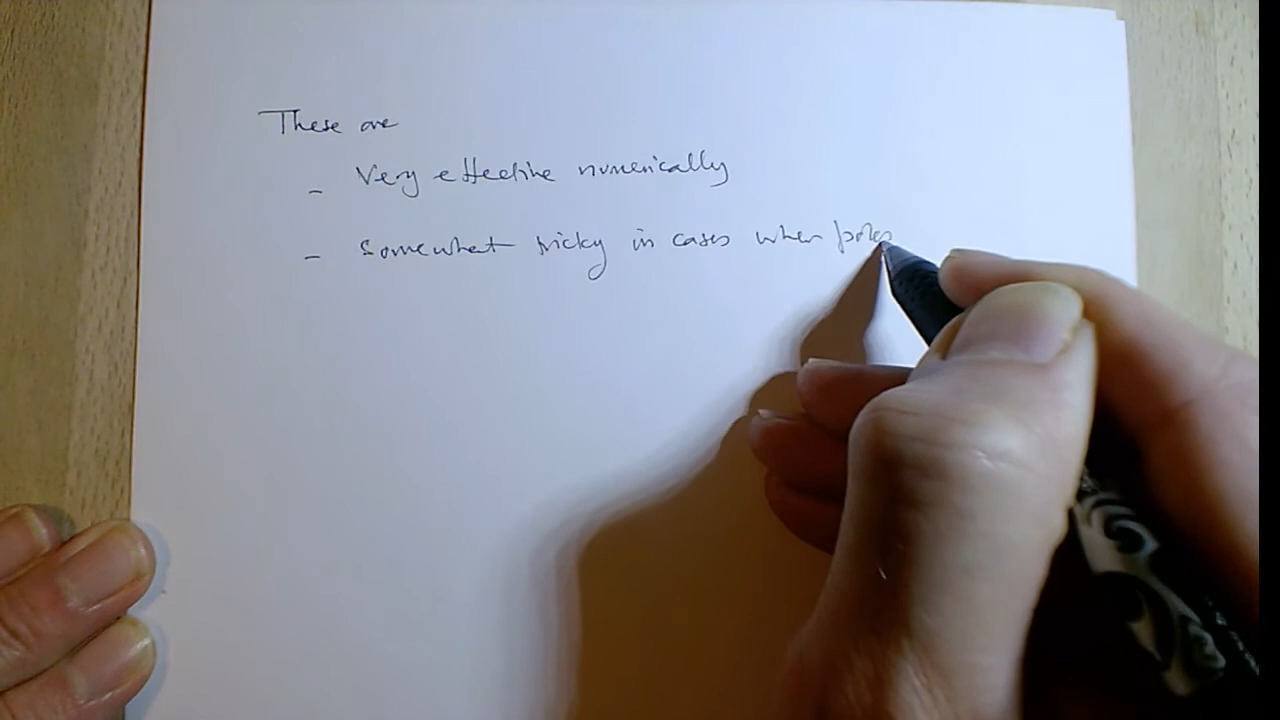 These are
- Very effective numerically
- Somewhat tricky in cases when poles